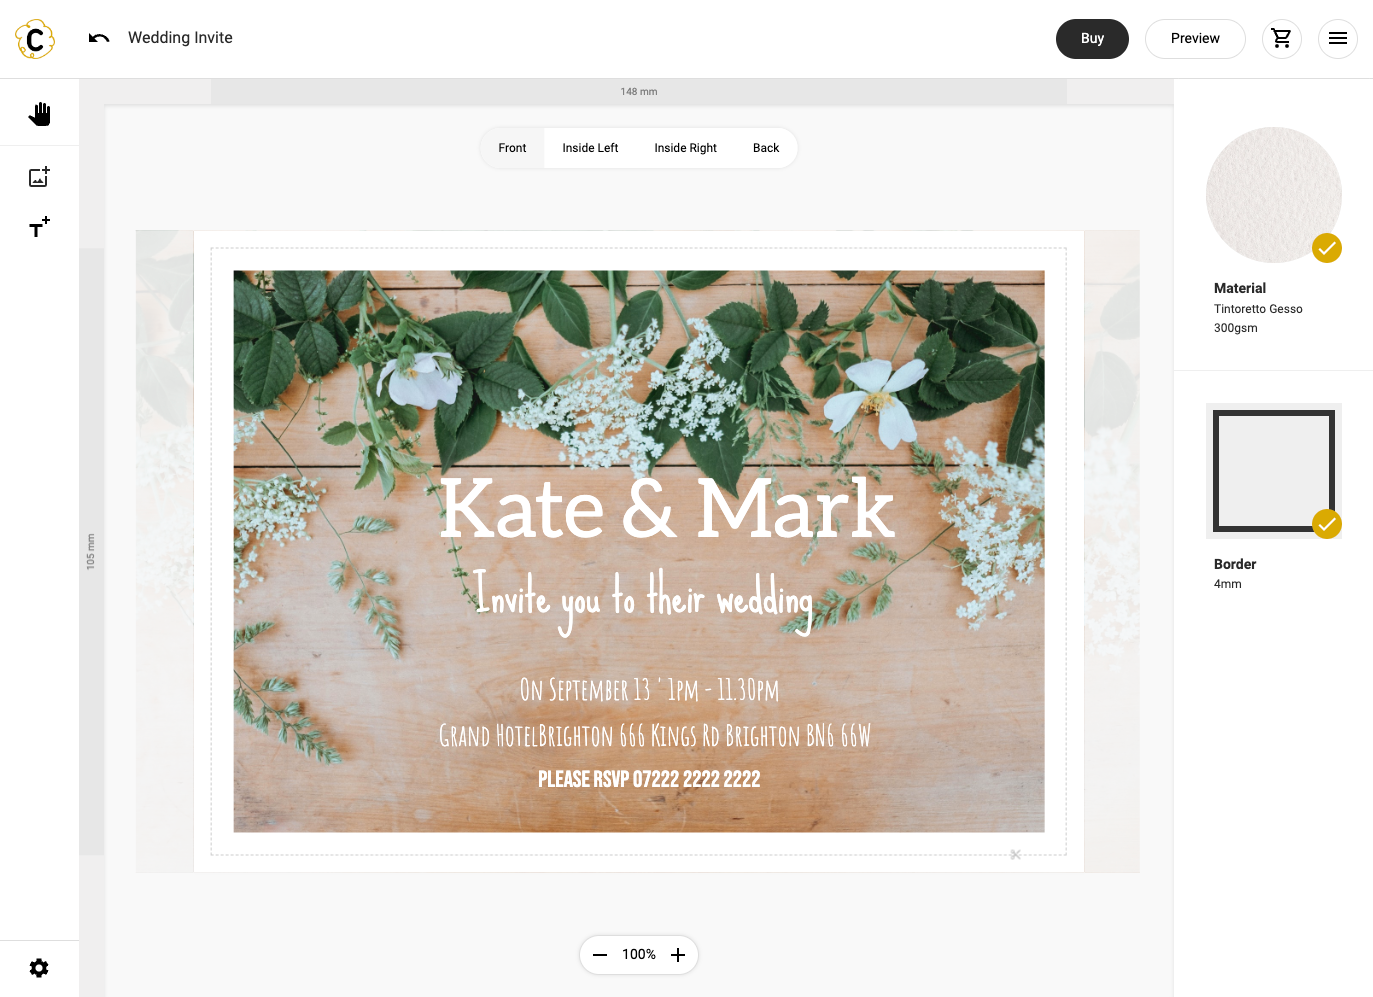 C
Wedding Invite
Buy
Preview
148 mm
Front
Inside Left
Inside Right
Back
105 mm
Kate & Mark
Invite you to their wedding
On September 13 ' 1pm - 11.30pm
Grand HotelBrighton 666 Kings Rd Brighton BN6 66W
PLEASE RSVP 07222 2222 2222
Material
Tintoretto Gesso
300gsm
Border
4mm
100%